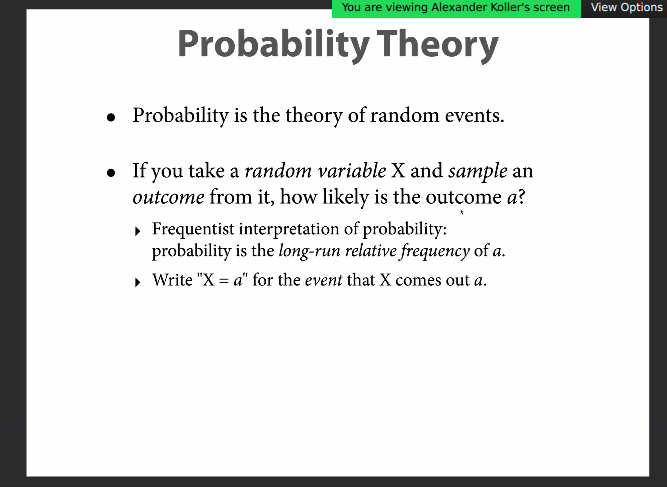 You are viewing Alexander Koller's screen View Options
Probability Theory
• Probability is the theory of random events.
• If you take a random variable X and sample an
outcome from it, how likely is the outcome a?
‣ Frequentist interpretation of probability:
probability is the long-run relative frequency of a.
‣ Write "X = a" for the event that X comes out a.